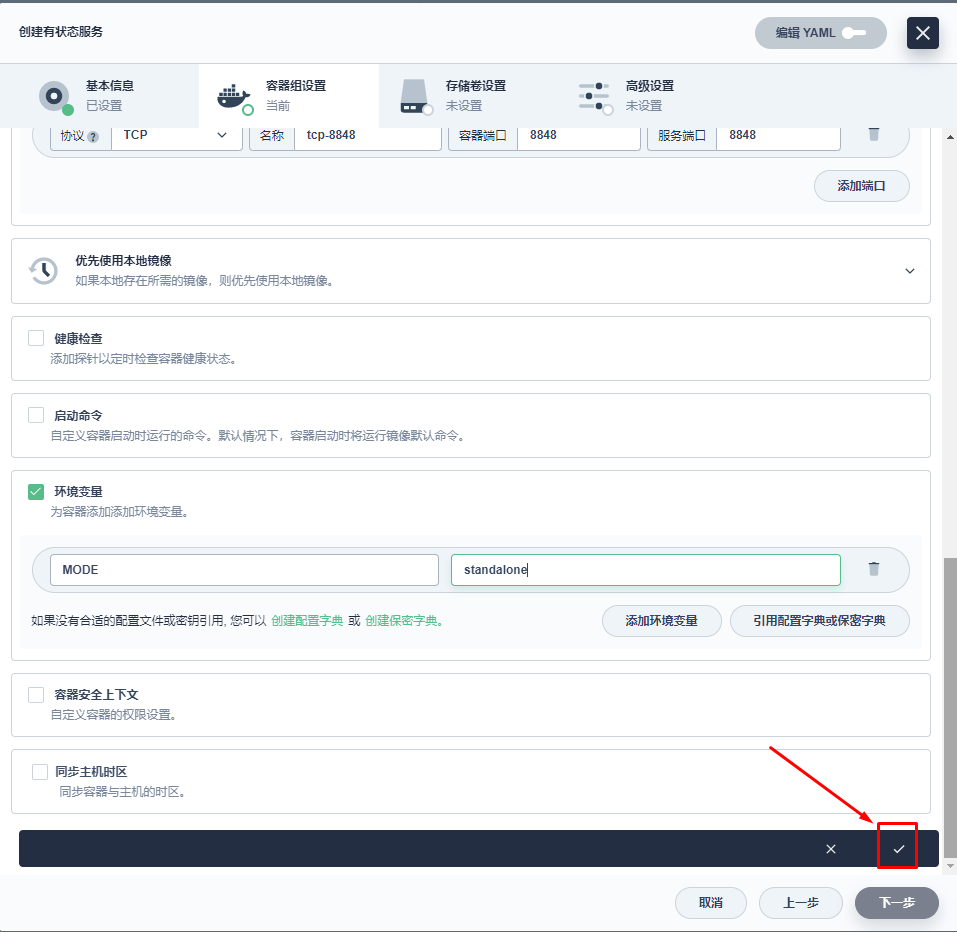 创建有状态服务
编辑 YAML
基本信息
已设置
容器组设置
当前
存储卷设置
未设置
高级设置
未设置
协议 ? TCP 名称 tcp-8848 容器端口 8848 服务端口 8848
添加端口
优先使用本地镜像
如果本地存在所需的镜像，则优先使用本地镜像。
健康检查
添加探针以定时检查容器健康状态。
启动命令
自定义容器启动时运行的命令。默认情况下，容器启动时将运行镜像默认命令。
环境变量
为容器添加添加环境变量。
MODE standalone
如果没有合适的配置文件或密钥引用, 您可以 创建配置字典 或 创建保密字典。
添加环境变量 引用配置字典或保密字典
容器安全上下文
自定义容器的权限设置。
同步主机时区
同步容器与主机的时区。
取消 上一步 下一步